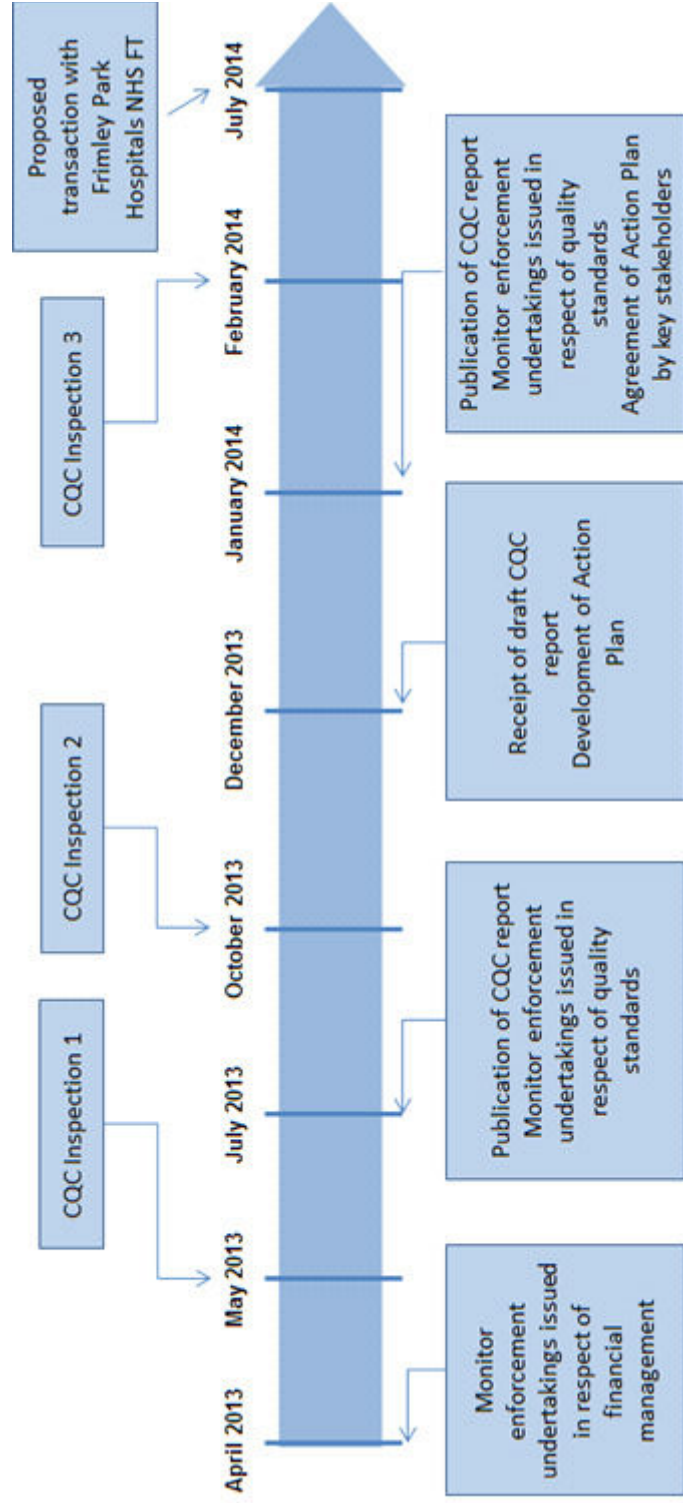 CQC Inspection 1
CQC Inspection 2
CQC Inspection 3
Proposed
transaction with
Frimley Park
Hospitals NHS FT
April 2013
May 2013
July 2013
October 2013
December 2013
January 2014
February 2014
July 2014
Monitor
enforcement
undertakings issued
in respect of
financial
management
Publication of CQC report
Monitor enforcement
undertakings issued in
respect of quality
standards
Receipt of draft CQC
report
Development of Action
Plan
Publication of CQC report
Monitor enforcement
undertakings issued in
respect of quality
standards
Agreement of Action Plan
by key stakeholders